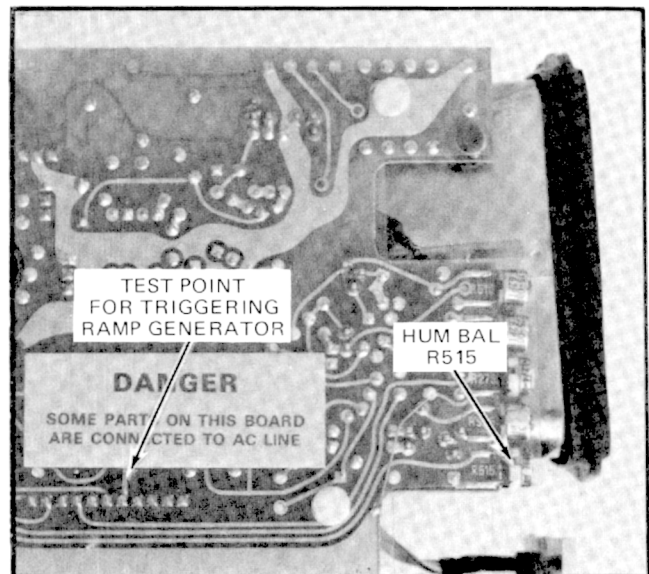 TEST POINT
FOR TRIGGERING
RAMP GENERATOR
HUM BAL
R515
DANGER
SOME PARTS ON THIS BOARD
ARE CONNECTED TO AC LINE
R515